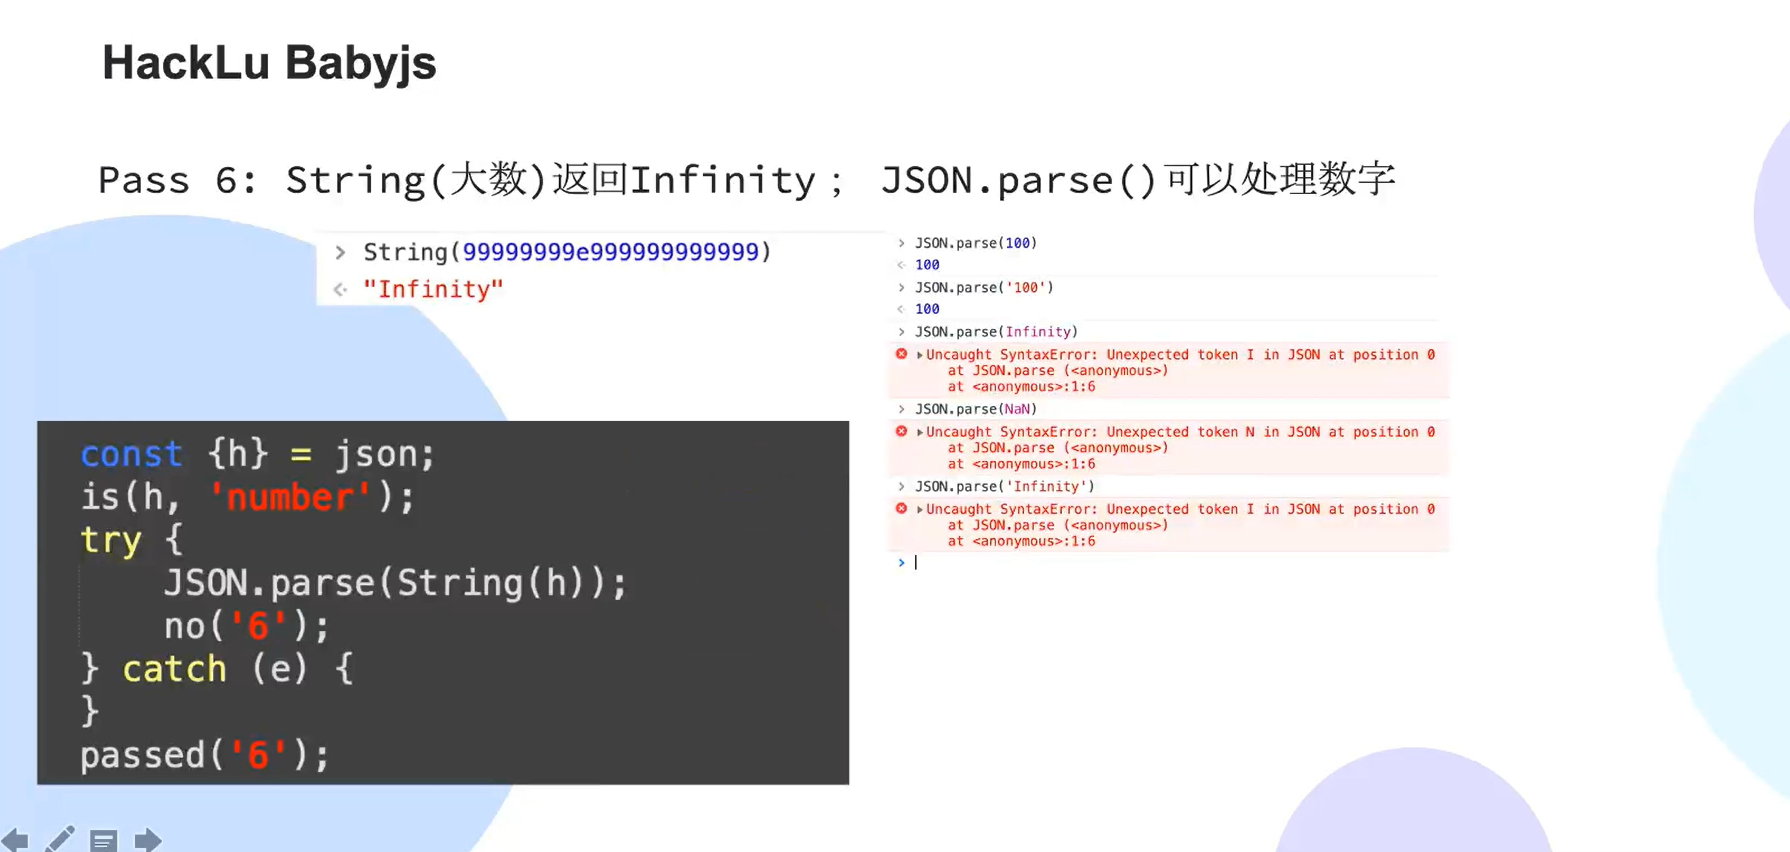 HackLu Babyjs
Pass 6: String(大数)返回Infinity； JSON.parse()可以处理数字
> String(99999999e999999999999)
"Infinity"
const {h} = json;
is(h, 'number');
try {
JSON.parse(String(h));
no('6');
} catch (e) {
}
passed('6');
> JSON.parse(100)
100
> JSON.parse('100')
100
> JSON.parse(Infinity)
Uncaught SyntaxError: Unexpected token I in JSON at position 0
at JSON.parse (<anonymous>)
at <anonymous>:1:6
> JSON.parse(NaN)
Uncaught SyntaxError: Unexpected token N in JSON at position 0
at JSON.parse (<anonymous>)
at <anonymous>:1:6
> JSON.parse('Infinity')
Uncaught SyntaxError: Unexpected token I in JSON at position 0
at JSON.parse (<anonymous>)
at <anonymous>:1:6
>